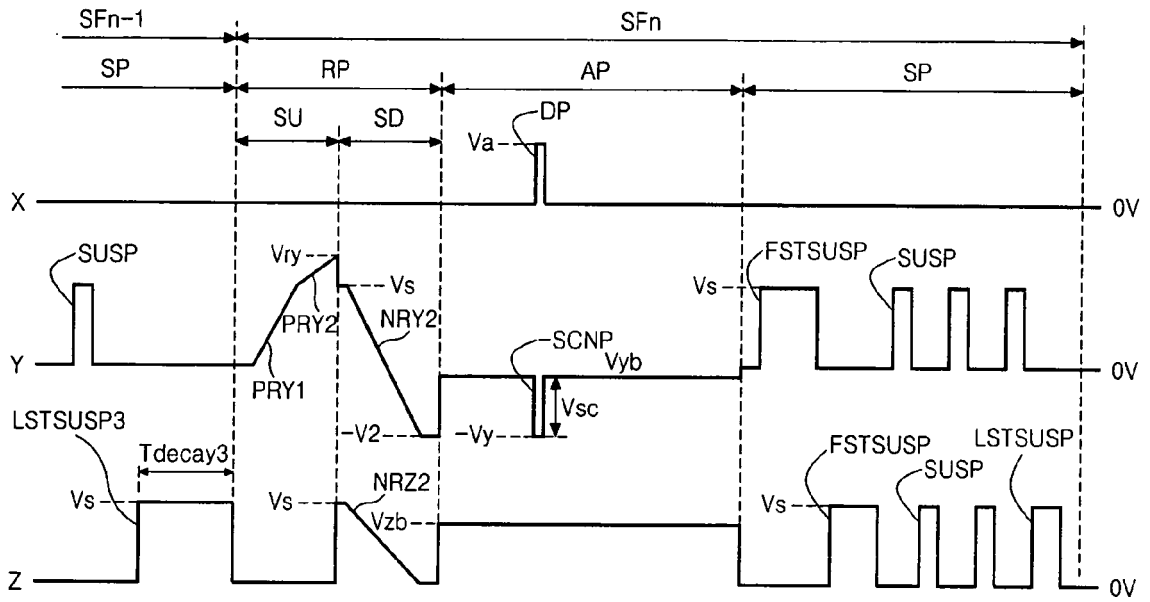 SFn-1 SFn
SP RP AP SP
SU SD
DP
Va
X 0V
SUSP Vry Vs FSTSUSP SUSP
Vs
PRY2 NRY2
-SCNP
Y PRY1 Vyb 0V
Vsc
LSTSUSP3 -V2 -Vy
Tdecay3 FSTSUSP SUSP LSTSUSP
Vs Vs NRZ2 Vs
Vzb
Z 0V